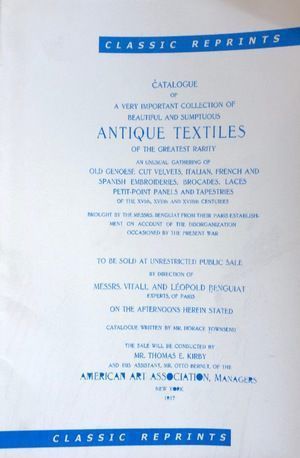 CLASSIC REPRINTS
CATALOGUE
OF
A VERY IMPORTANT COLLECTION OF
BEAUTIFUL AND SUMPTUOUS
ANTIQUE TEXTILES
OF THE GREATEST RARITY
AN UNUSUAL GATHERING OF
OLD GENOESE CUT VELVETS, ITALIAN, FRENCH AND
SPANISH EMBROIDERIES, BROCADES, LACES
PETIT-POINT PANELS AND TAPESTRIES
OF THE XVTH, XVITH AND XVIIITH CENTURIES
BROUGHT BY THE MESSRS. BENGUIAT FROM THEIR PARIS ESTABLISH-
MENT ON ACCOUNT OF THE DISORGANIZATION
OCCASIONED BY THE PRESENT WAR
TO BE SOLD AT UNRESTRICTED PUBLIC SALE
BY DIRECTION OF
MESSRS. VITALL AND LÉOPOLD BENGUIAT
EXPERTS, OF PARIS
ON THE AFTERNOONS HEREIN STATED
CATALOGUE WRITTEN BY MR. HORACE TOWNSEND
THE SALE WILL BE CONDUCTED BY
MR. THOMAS E. KIRBY
AND HIS ASSISTANT, MR. OTTO BERNET, OF THE
AMERICAN ART ASSOCIATION, MANAGERS
NEW YORK
1917
CLASSIC REPRINTS